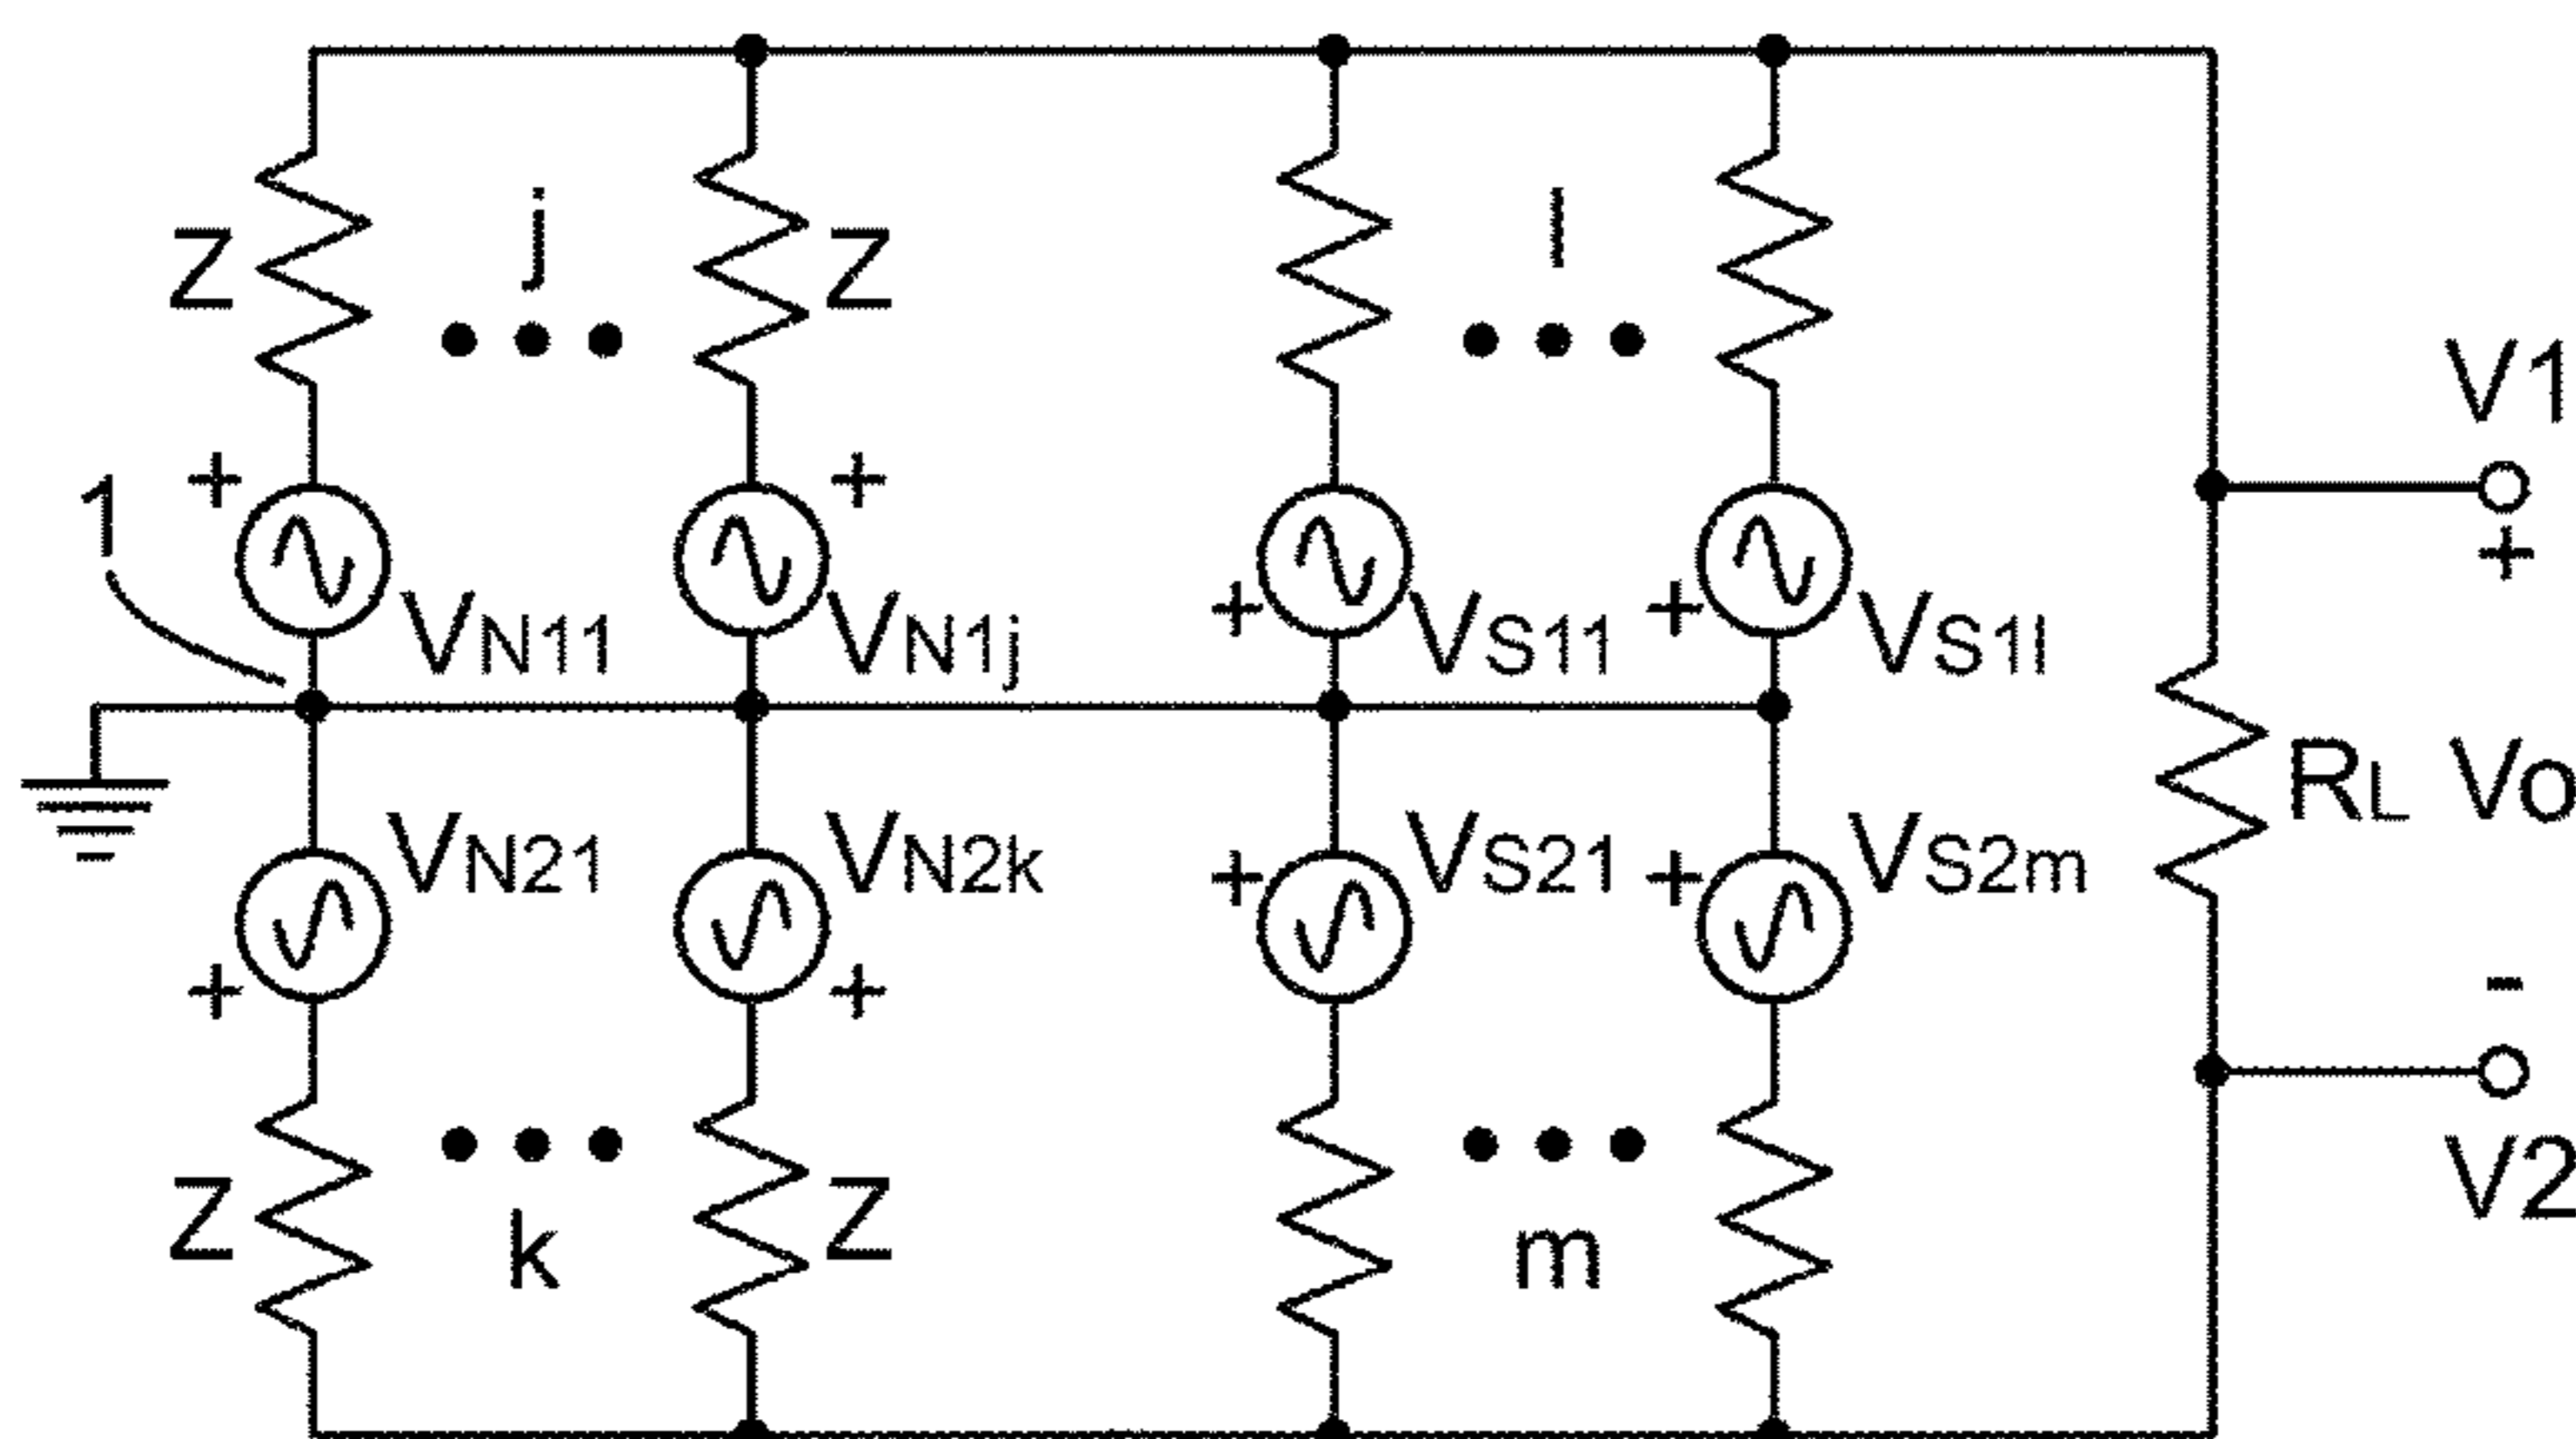 j l
Z Z
V1
+ +
+
1
+ +
VN11 VN1j VS11 VS1l
RL Vo
VN21 VN2k VS21 VS2m
+ +
+ +
-
Z Z
V2
k m